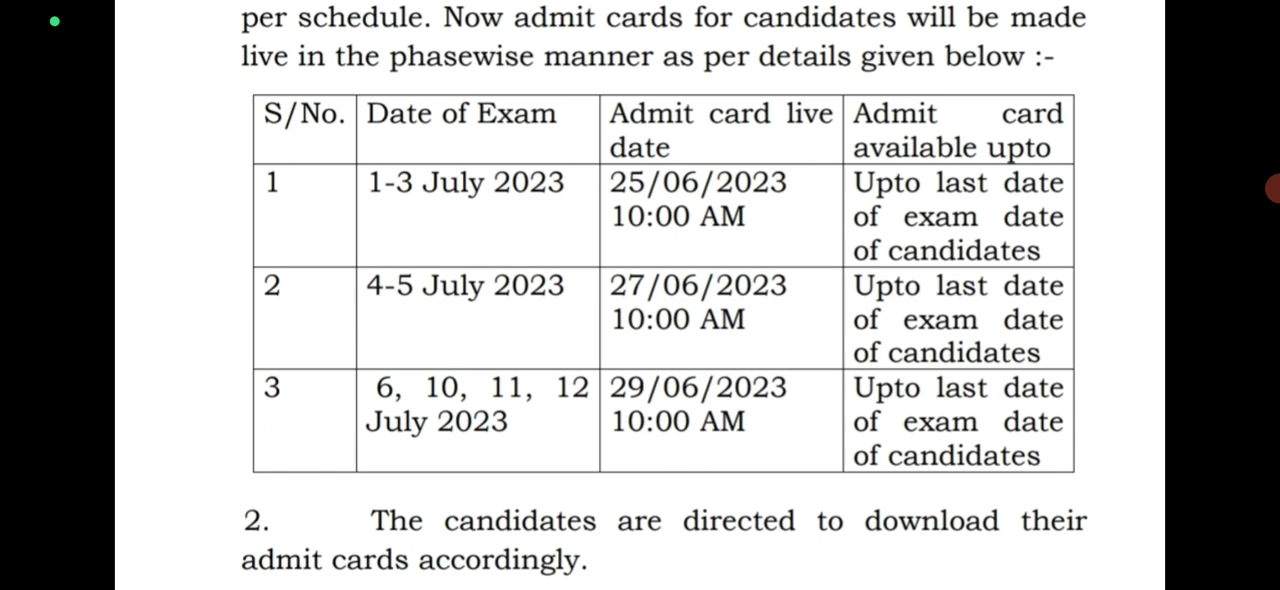 per schedule. Now admit cards for candidates will be made
live in the phasewise manner as per details given below :-
S/No. Date of Exam Admit card live date Admit card available upto
1 1-3 July 2023 25/06/2023 10:00 AM Upto last date of exam date of candidates
2 4-5 July 2023 27/06/2023 10:00 AM Upto last date of exam date of candidates
3 6, 10, 11, 12 July 2023 29/06/2023 10:00 AM Upto last date of exam date of candidates
2. The candidates are directed to download their
admit cards accordingly.